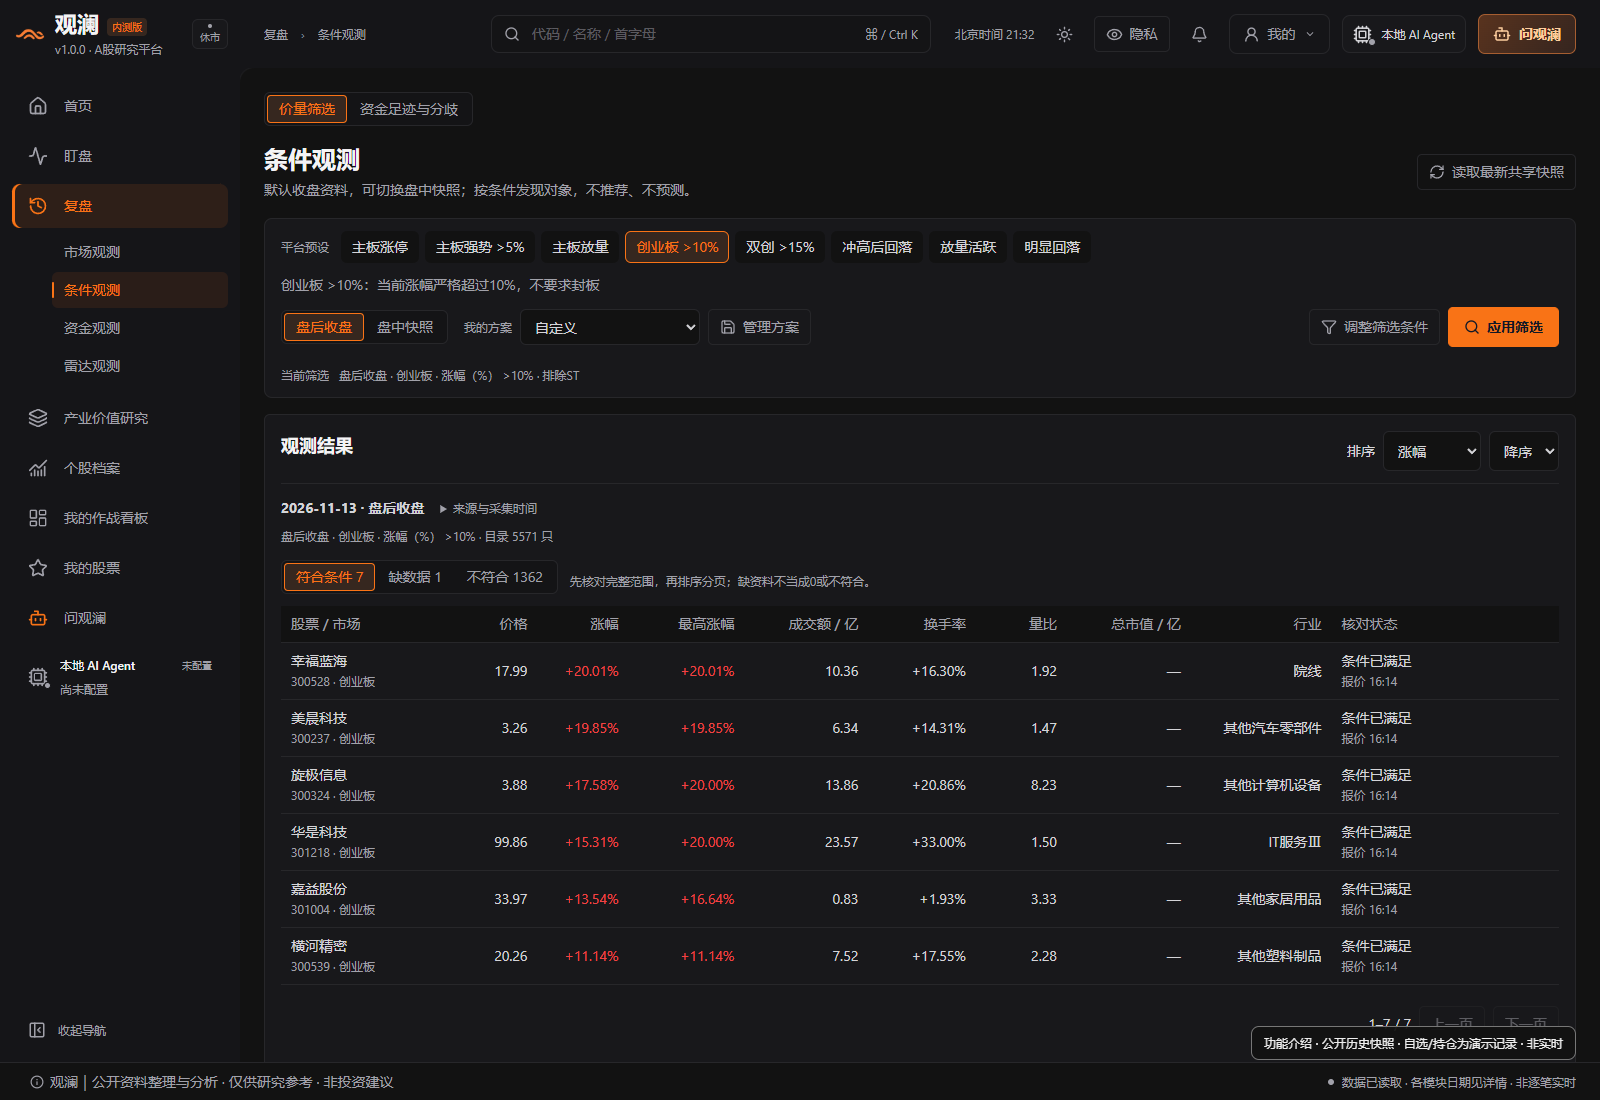 观澜 内测版
v1.0.0 · A股研究平台
休市
复盘 › 条件观测
代码 / 名称 / 首字母
⌘ / Ctrl K
北京时间 21:32
隐私
我的
本地 AI Agent
问观澜
首页
盯盘
复盘
市场观测
条件观测
资金观测
雷达观测
产业价值研究
个股档案
我的作战看板
我的股票
问观澜
本地 AI Agent 未配置
尚未配置
收起导航
价量筛选 资金足迹与分歧
条件观测
默认收盘资料，可切换盘中快照；按条件发现对象，不推荐、不预测。
读取最新共享快照
平台预设 主板涨停 主板强势 >5% 主板放量 创业板 >10% 双创 >15% 冲高后回落 放量活跃 明显回落
创业板 >10%：当前涨幅严格超过10%，不要求封板
盘后收盘 盘中快照 我的方案 自定义 管理方案 调整筛选条件 应用筛选
当前筛选 盘后收盘 · 创业板 · 涨幅（%） >10% · 排除ST
观测结果
排序 涨幅 降序
2026-11-13 · 盘后收盘 ▶ 来源与采集时间
盘后收盘 · 创业板 · 涨幅（%） >10% · 目录 5571 只
符合条件 7 缺数据 1 不符合 1362 先核对完整范围，再排序分页；缺资料不当成0或不符合。
股票 / 市场 价格 涨幅 最高涨幅 成交额 / 亿 换手率 量比 总市值 / 亿 行业 核对状态
幸福蓝海 17.99 +20.01% +20.01% 10.36 +16.30% 1.92 — 院线 条件已满足
300528 · 创业板 报价 16:14
美晨科技 3.26 +19.85% +19.85% 6.34 +14.31% 1.47 — 其他汽车零部件 条件已满足
300237 · 创业板 报价 16:14
旋极信息 3.88 +17.58% +20.00% 13.86 +20.86% 8.23 — 其他计算机设备 条件已满足
300324 · 创业板 报价 16:14
华是科技 99.86 +15.31% +20.00% 23.57 +33.00% 1.50 — IT服务Ⅲ 条件已满足
301218 · 创业板 报价 16:14
嘉益股份 33.97 +13.54% +16.64% 0.83 +1.93% 3.33 — 其他家居用品 条件已满足
301004 · 创业板 报价 16:14
横河精密 20.26 +11.14% +11.14% 7.52 +17.55% 2.28 — 其他塑料制品 条件已满足
300539 · 创业板 报价 16:14
1–7 / 7 上一页 下一页
功能介绍 · 公开历史快照 · 自选/持仓为演示记录 · 非实时
观澜 | 公开资料整理与分析 · 仅供研究参考 · 非投资建议
数据已读取 · 各模块日期见详情 · 非逐笔实时